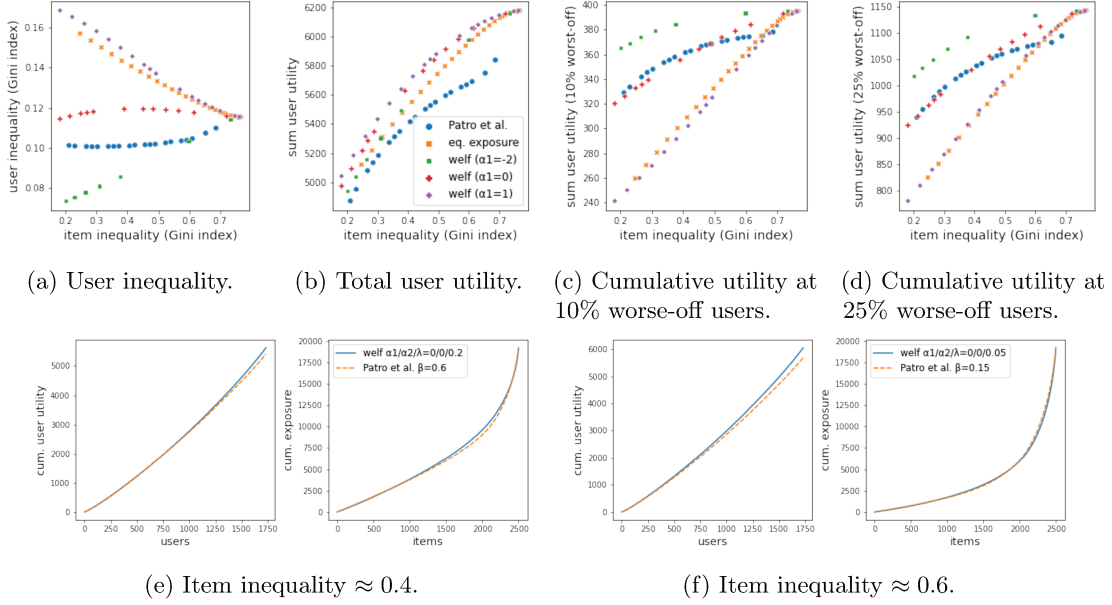 user inequality (Gini index)
0.16
0.14
0.12
0.10
0.08
0.2 0.3 0.4 0.5 0.6 0.7
item inequality (Gini index)
sum user utility
6200
6000
5800
5600
5400
5200
5000
Patro et al.
eq. exposure
welf (α1=-2)
welf (α1=0)
welf (α1=1)
0.2 0.3 0.4 0.5 0.6 0.7
item inequality (Gini index)
sum user utility (10% worst-off)
400
380
360
340
320
300
280
260
240
0.2 0.3 0.4 0.5 0.6 0.7
item inequality (Gini index)
sum user utility (25% worst-off)
1150
1100
1050
1000
950
900
850
800
0.2 0.3 0.4 0.5 0.6 0.7
item inequality (Gini index)
(a) User inequality.
(b) Total user utility.
(c) Cumulative utility at
10% worse-off users.
(d) Cumulative utility at
25% worse-off users.
cum. user utility
5000
4000
3000
2000
1000
0
0 250 500 750 1000 1250 1500 1750
users
cum. exposure
20000
17500
15000
12500
10000
7500
5000
2500
0
welf α1/α2/λ=0/0/0.2
Patro et al. β=0.6
0 500 1000 1500 2000 2500
items
cum. user utility
6000
5000
4000
3000
2000
1000
0
0 250 500 750 1000 1250 1500 1750
users
cum. exposure
20000
17500
15000
12500
10000
7500
5000
2500
0
welf α1/α2/λ=0/0/0.05
Patro et al. β=0.15
0 500 1000 1500 2000 2500
items
(e) Item inequality ≈ 0.4.
(f) Item inequality ≈ 0.6.